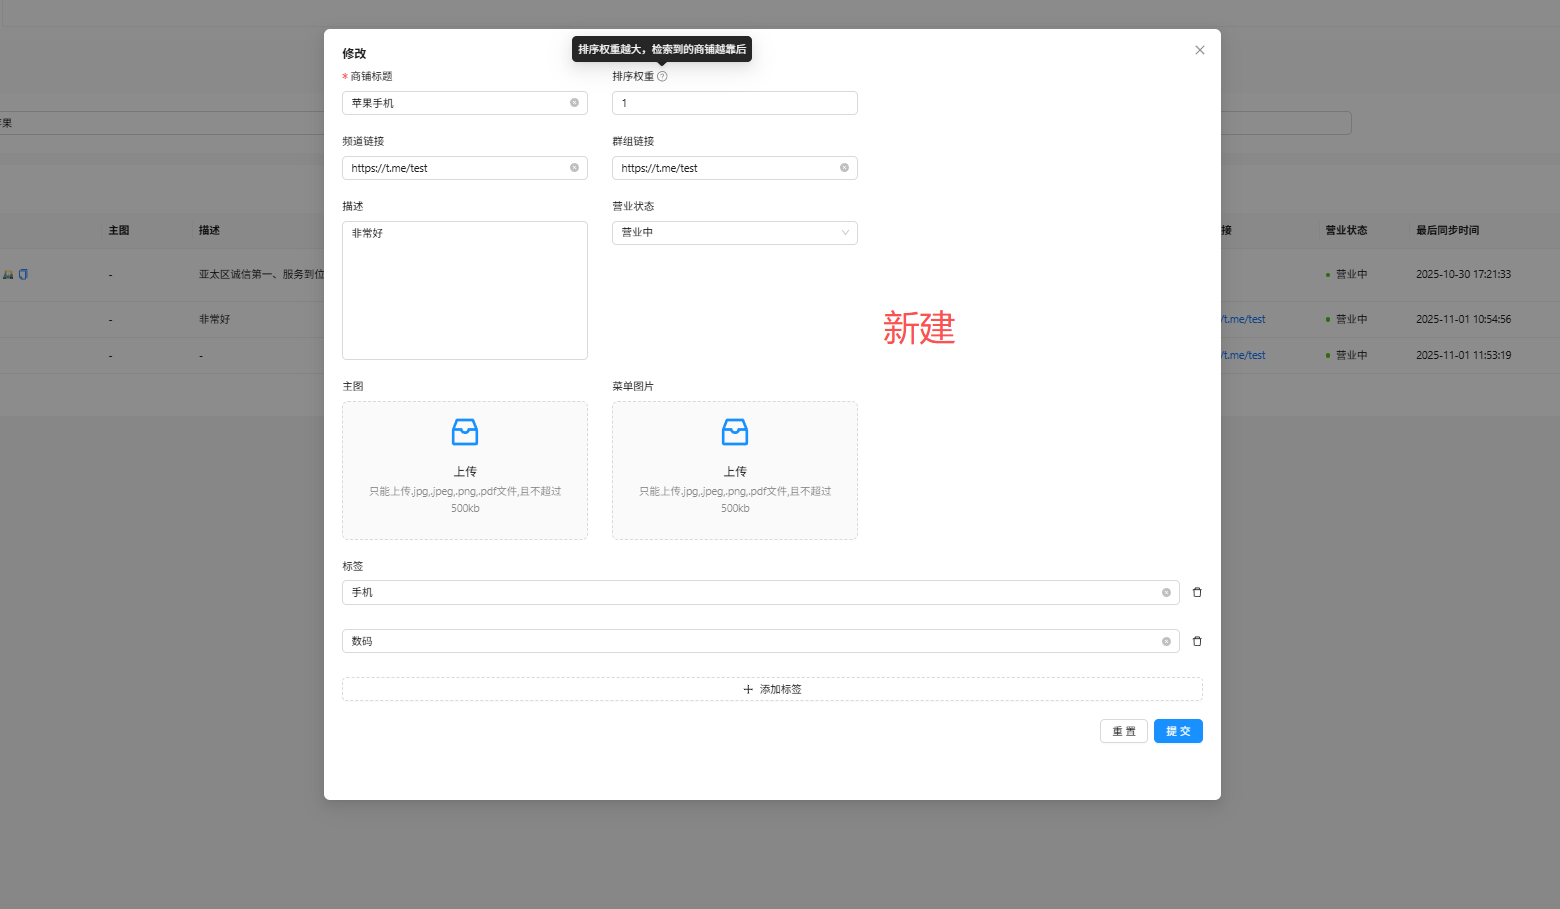 修改
排序权重越大，检索到的商铺越靠后
* 商铺标题
排序权重
苹果手机
1
频道链接
群组链接
https://t.me/test
https://t.me/test
描述
营业状态
非常好
营业中
新建
主图
菜单图片
上传
只能上传.jpg,.jpeg,.png,.pdf文件,且不超过
500kb
上传
只能上传.jpg,.jpeg,.png,.pdf文件,且不超过
500kb
标签
手机
数码
添加标签
重 置
提 交
果
主图
描述
接
营业状态
最后同步时间
-
亚太区诚信第一、服务到位
营业中
2025-10-30 17:21:33
-
非常好
/t.me/test
营业中
2025-11-01 10:54:56
-
-
/t.me/test
营业中
2025-11-01 11:53:19